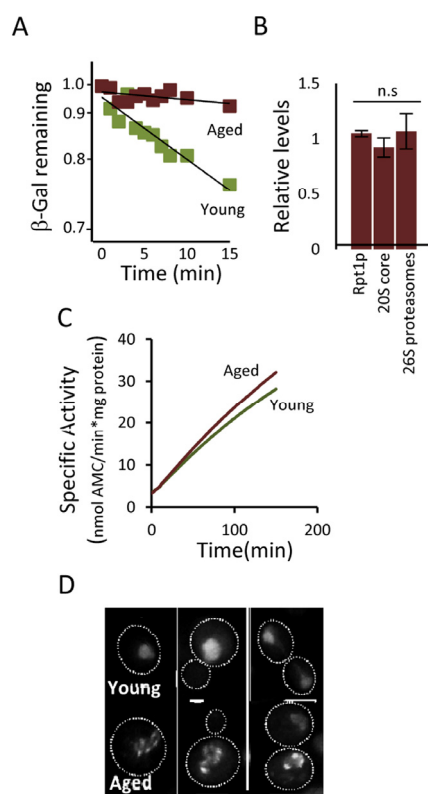 A
1.0
0.9
0.8
0.7
β-Gal remaining
Aged
Young
0
5
10
15
Time (min)
B
1.5
1
0.5
0
Relative levels
n.s
Rpt1p
20S core
26S proteasomes
C
40
30
20
10
0
Specific Activity
(nmol AMC/min*mg protein)
Aged
Young
0
100
200
Time(min)
D
Young
Aged